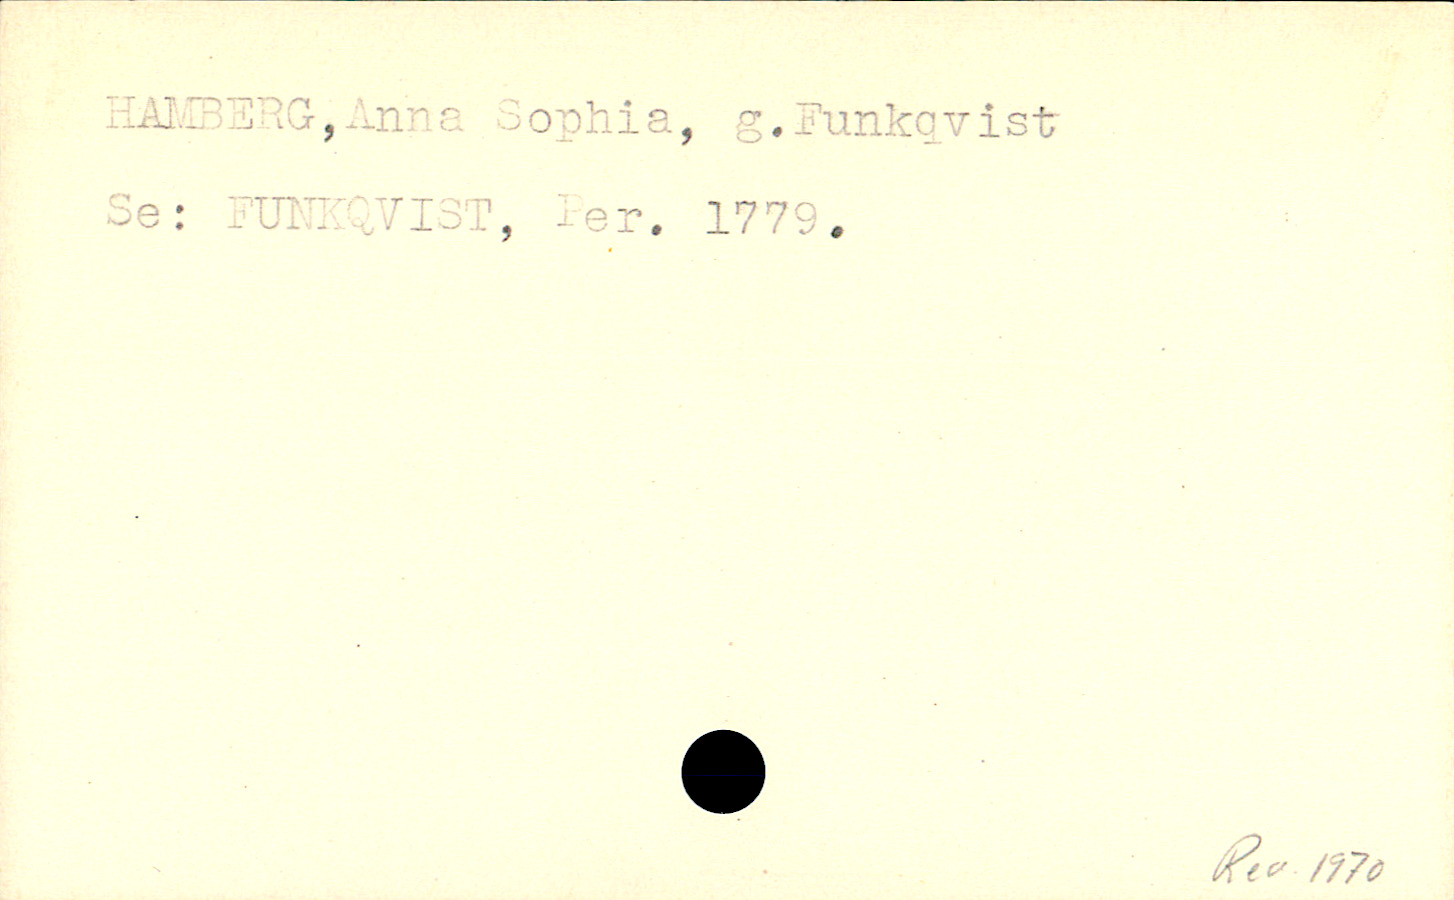 HAMBERG,Anna Sophia, g.Funkqvist
Se: FUNKQVIST, Per. 1779.
Rev. 1970